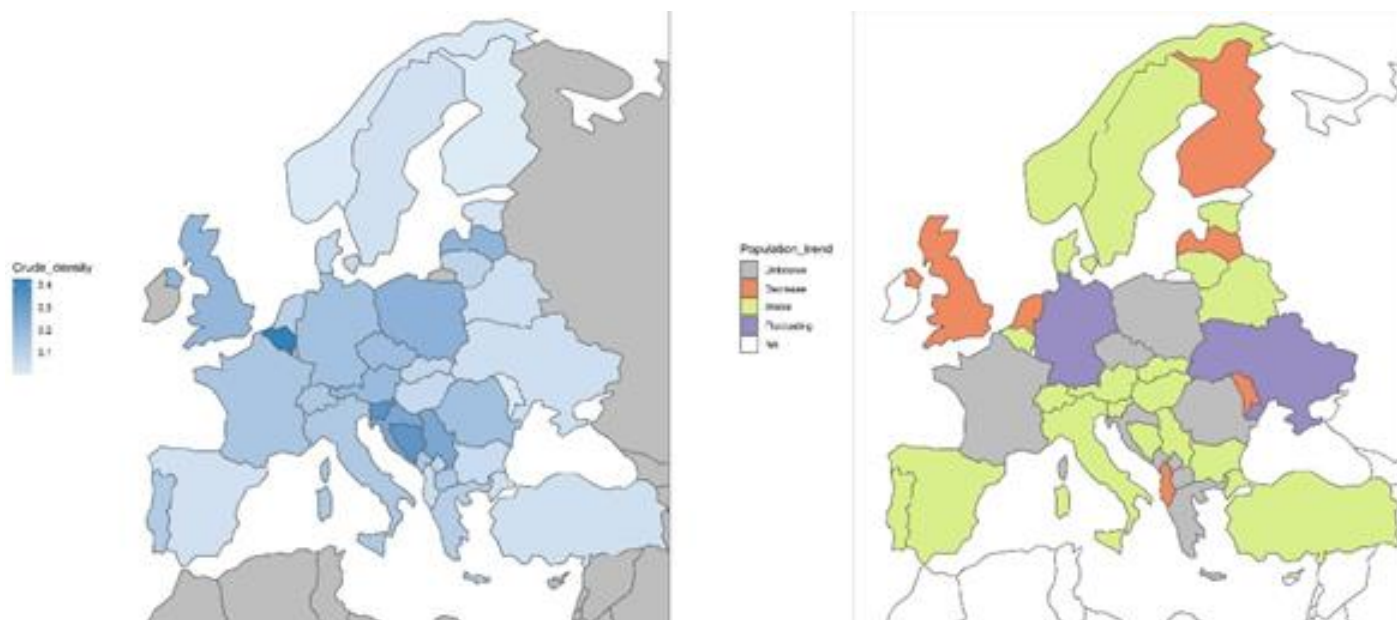 Crude_density
0.4
0.3
0.2
0.1
Population_trend
Unknown
Decrease
Stable
Fluctuating
NA